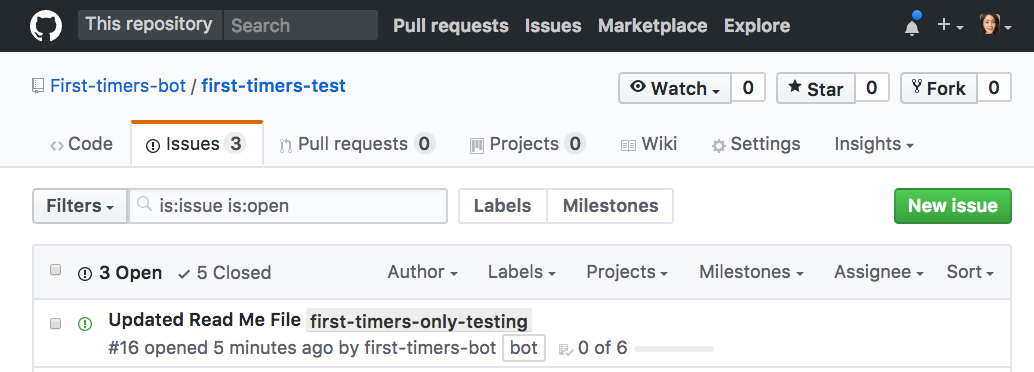 This repository Search Pull requests Issues Marketplace Explore
First-timers-bot / first-timers-test Watch 0 Star 0 Fork 0
Code Issues 3 Pull requests 0 Projects 0 Wiki Settings Insights
Filters is:issue is:open Labels Milestones New issue
3 Open 5 Closed Author Labels Projects Milestones Assignee Sort
Updated Read Me File first-timers-only-testing
#16 opened 5 minutes ago by first-timers-bot bot 0 of 6